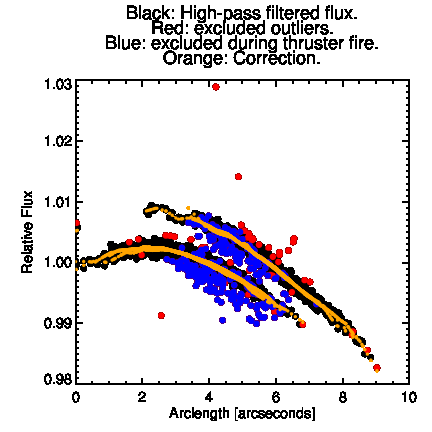 Black: High-pass filtered flux.
Red: excluded outliers.
Blue: excluded during thruster fire.
Orange: Correction.
1.03
1.02
1.01
1.00
0.99
0.98
Relative Flux
0 2 4 6 8 10
Arclength [arcseconds]